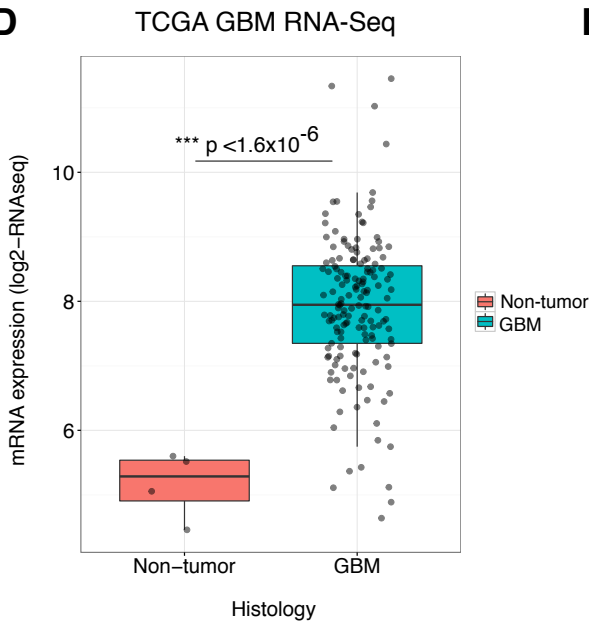 D
TCGA GBM RNA-Seq
*** p <1.6x10-6
mRNA expression (log2−RNAseq)
10
8
6
Non−tumor
GBM
Histology
Non-tumor
GBM